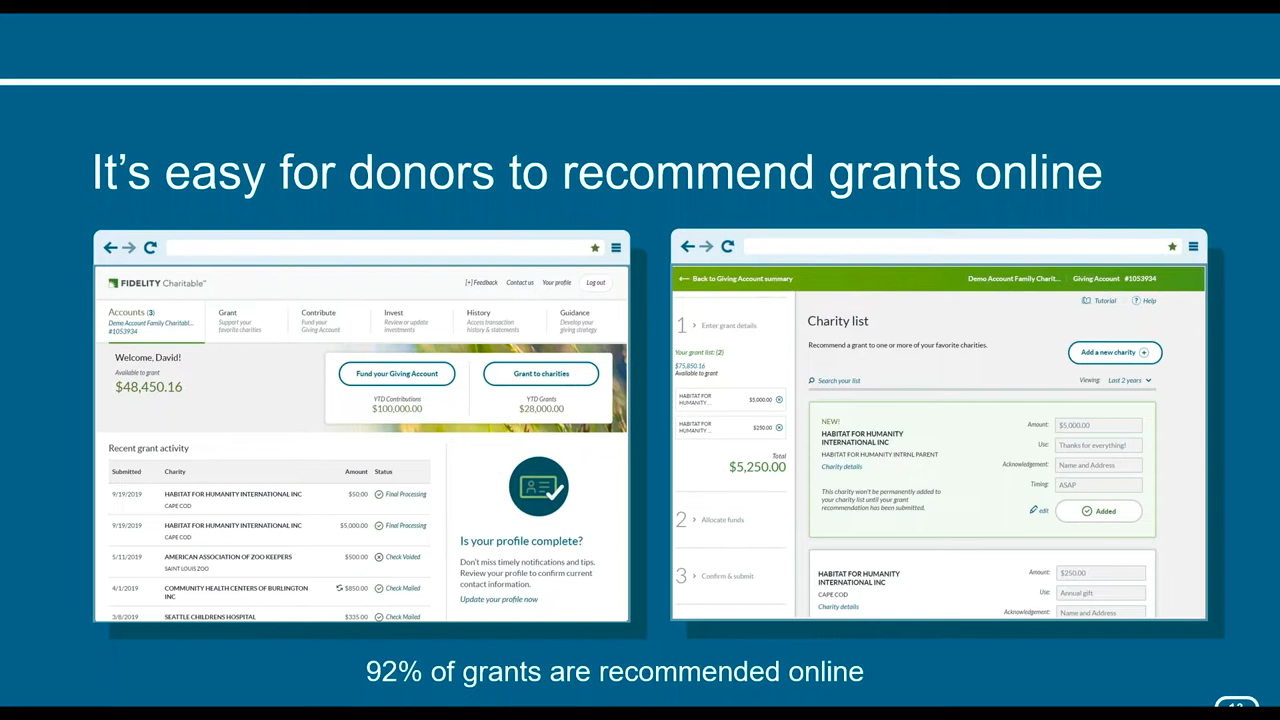 It's easy for donors to recommend grants online
FIDELITY Charitable™
[+] Feedback Contact us Your profile Log out
Accounts (3)
Demo Account Family Charitabl...
#1053934
Grant
Support your
favorite charities
Contribute
Fund your
Giving Account
Invest
Review or update
investments
History
Access transaction
history & statements
Guidance
Develop your
giving strategy
Welcome, David!
Available to grant
$48,450.16
Fund your Giving Account
YTD Contributions
$100,000.00
Grant to charities
YTD Grants
$28,000.00
Recent grant activity
Submitted Charity Amount Status
9/19/2019 HABITAT FOR HUMANITY INTERNATIONAL INC $50.00 Final Processing
CAPE COD
9/19/2019 HABITAT FOR HUMANITY INTERNATIONAL INC $5,000.00 Final Processing
CAPE COD
5/11/2019 AMERICAN ASSOCIATION OF ZOO KEEPERS $500.00 Check Voided
SAINT LOUIS ZOO
4/1/2019 COMMUNITY HEALTH CENTERS OF BURLINGTON $850.00 Check Mailed
INC
3/8/2019 SEATTLE CHILDRENS HOSPITAL $335.00 Check Mailed
Is your profile complete?
Don't miss timely notifications and tips.
Review your profile to confirm current
contact information.
Update your profile now
Back to Giving Account summary Demo Account Family Charit... Giving Account #1053934
Tutorial Help
1 Enter grant details
Your grant list: (2)
$75,850.16
Available to grant
HABITAT FOR
HUMANITY ... $5,000.00
HABITAT FOR
HUMANITY ... $250.00
Total
$5,250.00
2 Allocate funds
3 Confirm & submit
Charity list
Recommend a grant to one or more of your favorite charities.
Add a new charity
Search your list Viewing: Last 2 years
NEW!
HABITAT FOR HUMANITY
INTERNATIONAL INC
HABITAT FOR HUMANITY INTRNL PARENT
Charity details
This charity won't be permanently added to
your charity list until your grant
recommendation has been submitted.
Amount: $5,000.00
Use: Thanks for everything!
Acknowledgement: Name and Address
Timing: ASAP
edit Added
HABITAT FOR HUMANITY
INTERNATIONAL INC
CAPE COD
Charity details
Amount: $250.00
Use: Annual gift
Acknowledgement: Name and Address
92% of grants are recommended online